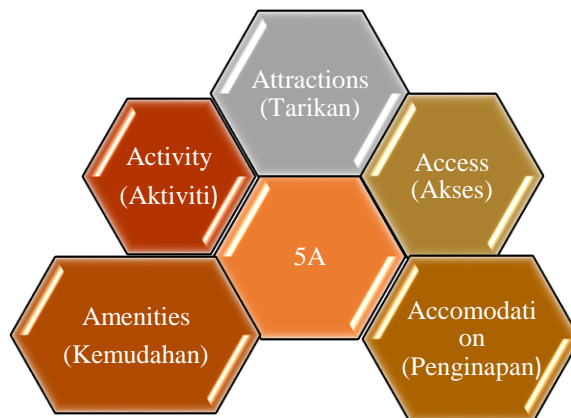 Attractions
(Tarikan)
Activity
(Aktiviti)
Access
(Akses)
5A
Amenities
(Kemudahan)
Accomodati
on
(Penginapan)